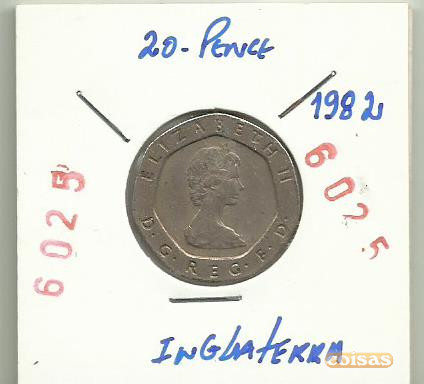 20-PENCE
1982
6025
6025
ELIZABETH II
D·G·REG·F·D·
INGLATERRA
coisas